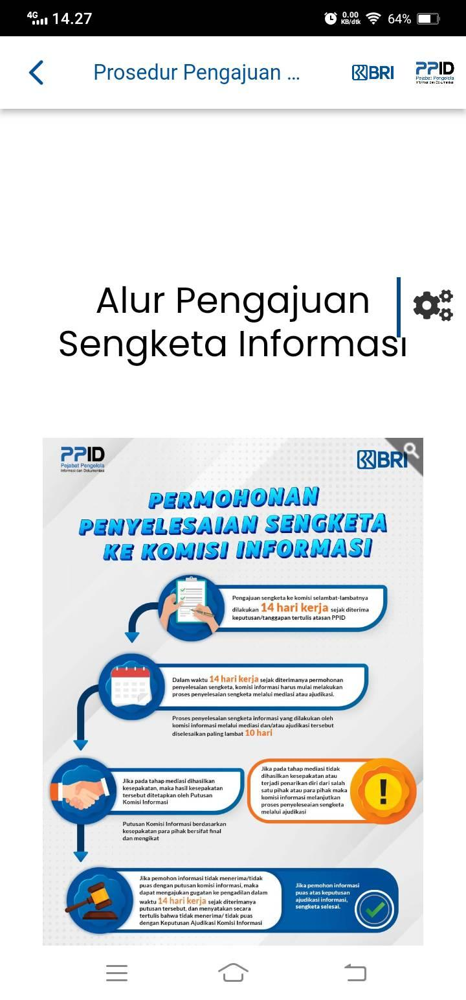 4G 14.27 0.00 KB/dtk 64%
Prosedur Pengajuan ... BRI PPID
Pejabat Pengelola
Informasi dan Dokumentasi
Alur Pengajuan
Sengketa Informasi
PPID
Pejabat Pengelola
Informasi dan Dokumentasi
BRI
PERMOHONAN
PENYELESAIAN SENGKETA
KE KOMISI INFORMASI
Pengajuan sengketa ke komisi selambat-lambatnya
dilakukan 14 hari kerja sejak diterima
keputusan/tanggapan tertulis atasan PPID
Dalam waktu 14 hari kerja sejak diterimanya permohonan
penyelesaian sengketa, komisi informasi harus mulai melakukan
proses penyelesaian sengketa melalui mediasi atau ajudikasi.
Proses penyelesaian sengketa informasi yang dilakukan oleh
komisi informasi melalui mediasi dan/atau ajudikasi tersebut
diselesaikan paling lambat 10 hari
Jika pada tahap mediasi dihasilkan
kesepakatan, maka hasil kesepakatan
tersebut ditetapkan oleh Putusan
Komisi Informasi
Putusan Komisi Informasi berdasarkan
kesepakatan para pihak bersifat final
dan mengikat
Jika pada tahap mediasi tidak
dihasilkan kesepakatan atau
terjadi penarikan diri dari salah
satu pihak atau para pihak maka
komisi informasi melanjutkan
proses penyeleseaian sengketa
melalui ajudikasi
Jika pemohon informasi tidak menerima/tidak
puas dengan putusan komisi informasi, maka
dapat mengajukan gugatan ke pengadilan dalam
waktu 14 hari kerja sejak diterimanya
putusan tersebut, dan menyatakan secara
tertulis bahwa tidak menerima/ tidak puas
dengan Keputusan Ajudikasi Komisi Informasi
Jika pemohon informasi
puas atas keputusan
ajudikasi informasi,
sengketa selesai.